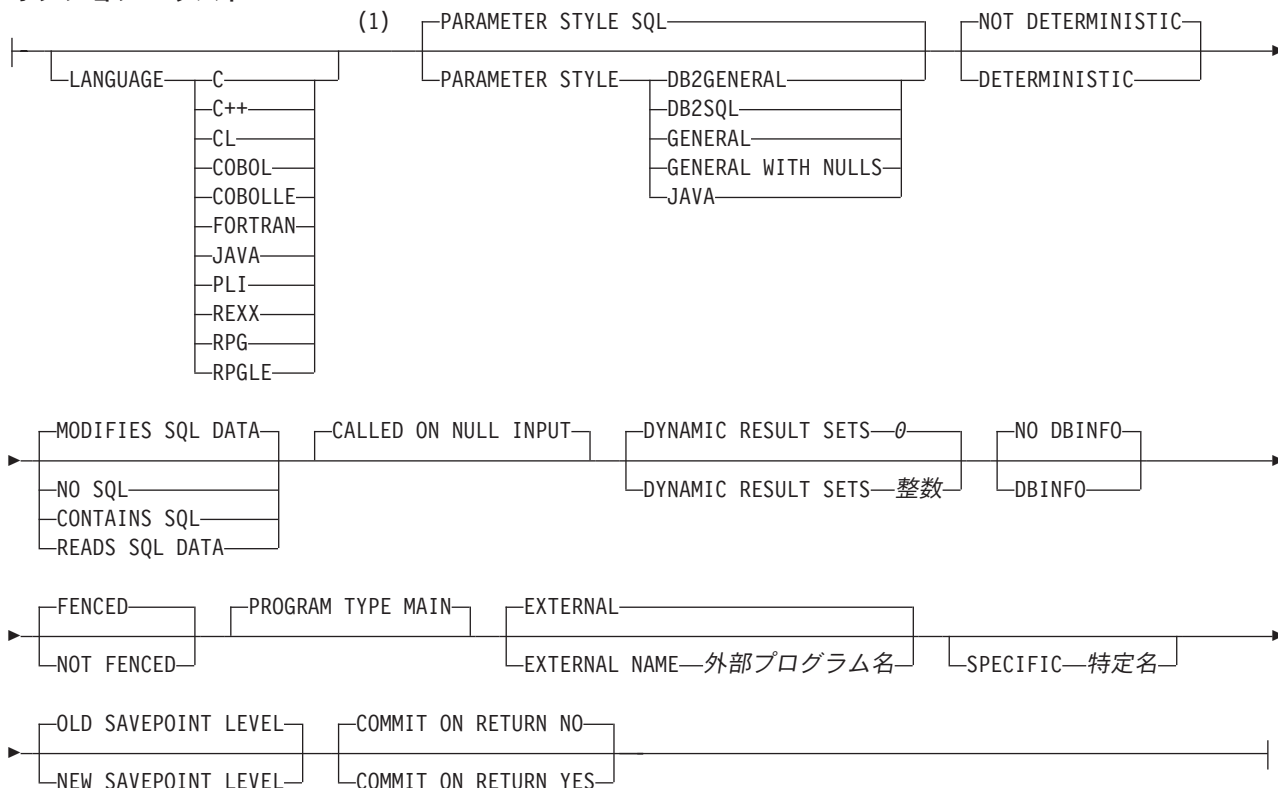 (1) PARAMETER STYLE SQL NOT DETERMINISTIC
LANGUAGE C PARAMETER STYLE DB2GENERAL DETERMINISTIC
C++ DB2SQL
CL GENERAL
COBOL GENERAL WITH NULLS
COBOLLE JAVA
FORTRAN
JAVA
PLI
REXX
RPG
RPGLE
MODIFIES SQL DATA CALLED ON NULL INPUT DYNAMIC RESULT SETS 0 NO DBINFO
NO SQL DYNAMIC RESULT SETS 整数 DBINFO
CONTAINS SQL
READS SQL DATA
FENCED PROGRAM TYPE MAIN EXTERNAL
NOT FENCED EXTERNAL NAME 外部プログラム名 SPECIFIC 特定名
OLD SAVEPOINT LEVEL COMMIT ON RETURN NO
NEW SAVEPOINT LEVEL COMMIT ON RETURN YES